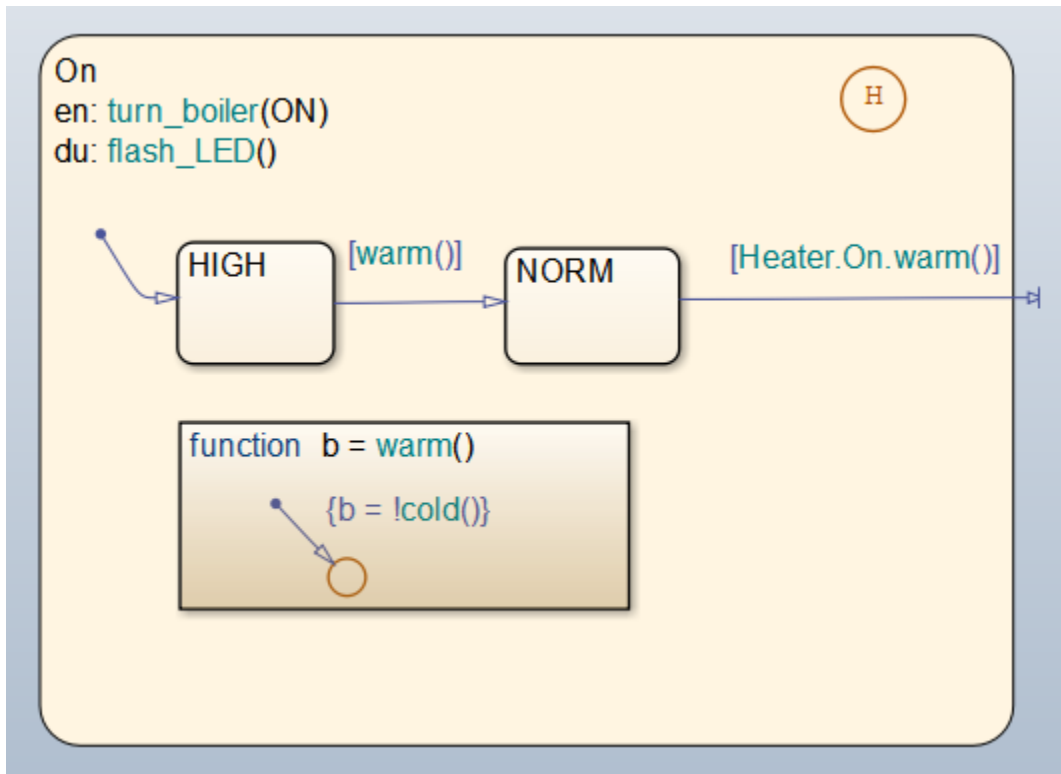 On
en: turn_boiler(ON)
du: flash_LED()
H
HIGH
[warm()]
NORM
[Heater.On.warm()]
function b = warm()
{b = !cold()}